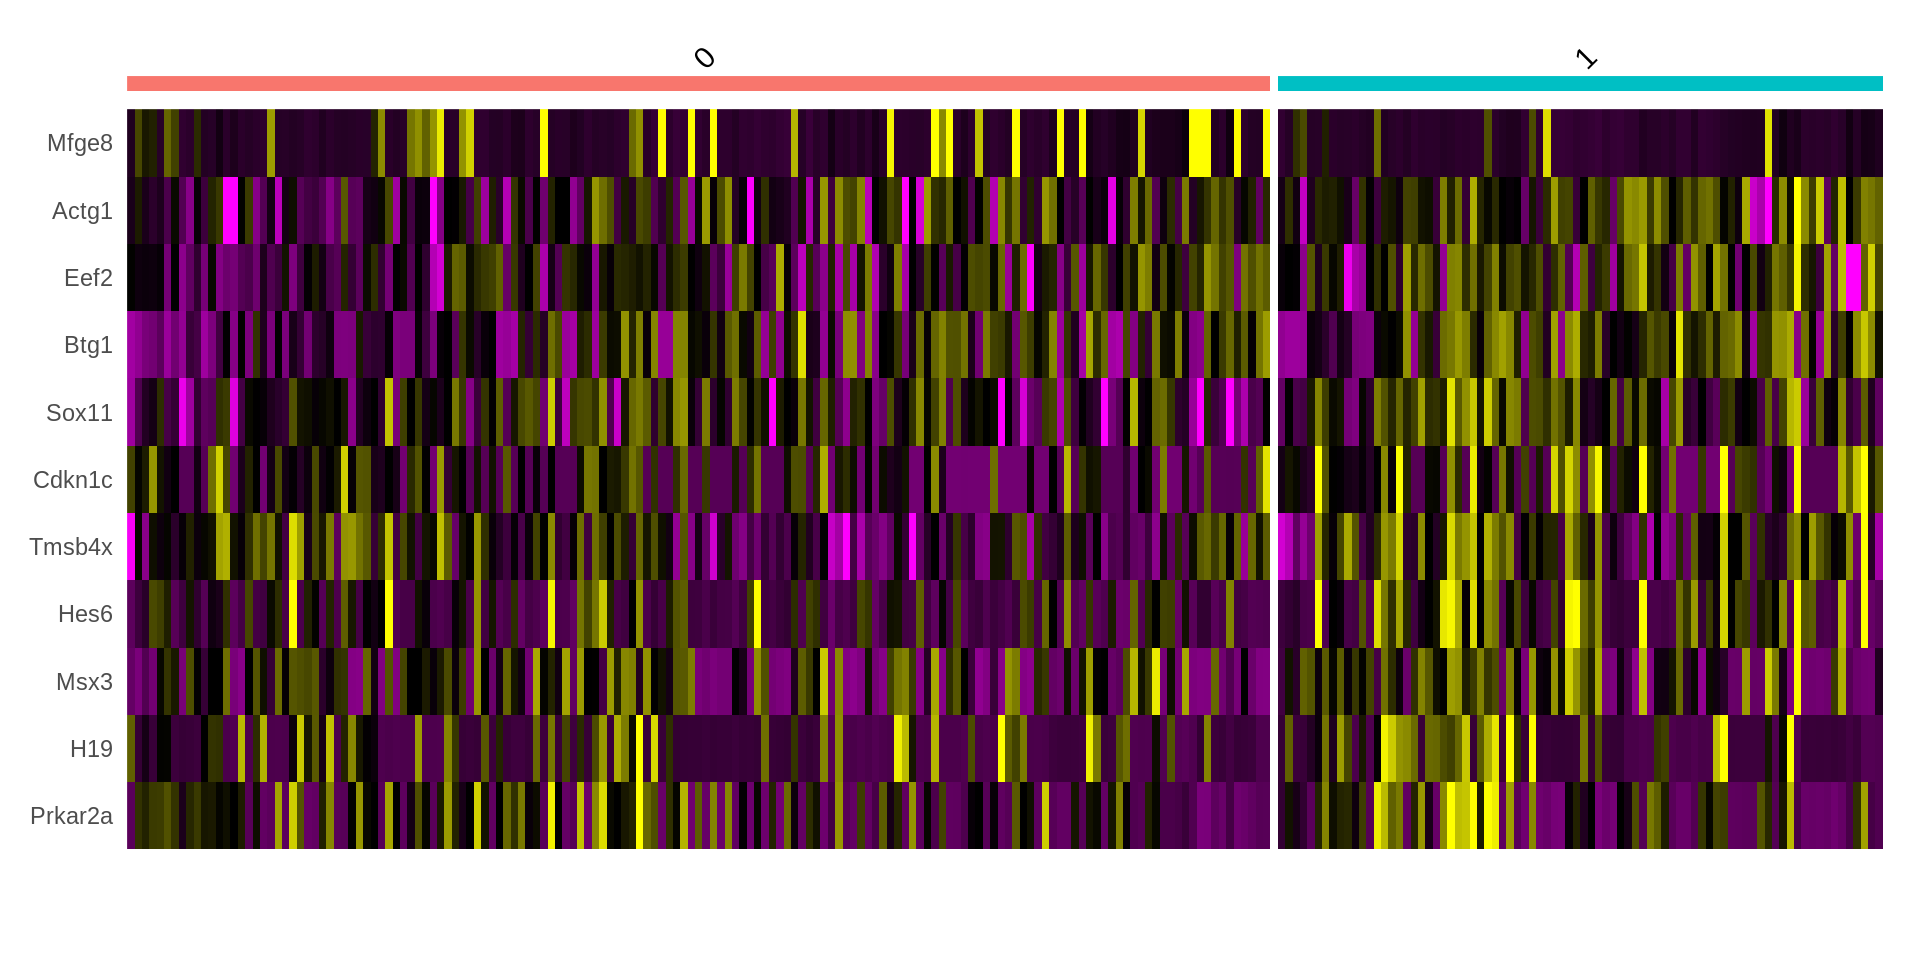 0
1
Mfge8
Actg1
Eef2
Btg1
Sox11
Cdkn1c
Tmsb4x
Hes6
Msx3
H19
Prkar2a